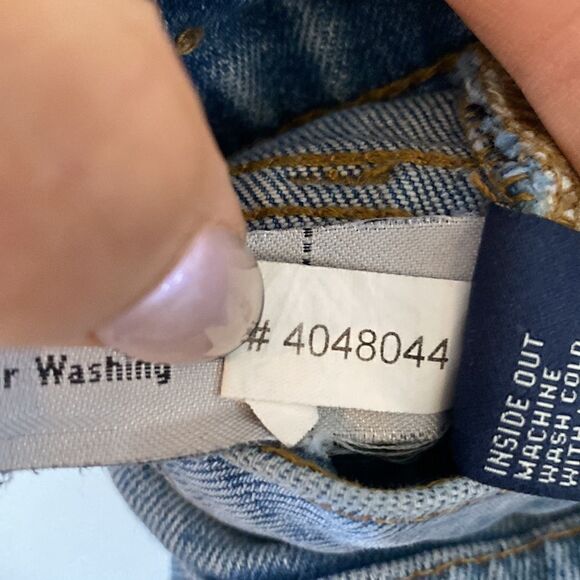 # 4048044
r Washing
INSIDE OUT
MACHINE
WASH COLD
WITH